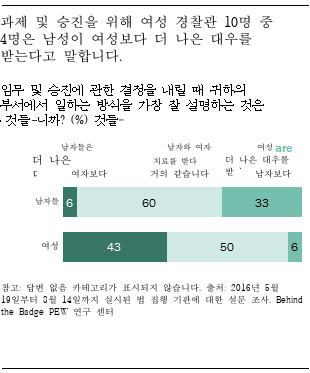 과제 및 승진을 위해 여성 경찰관 10명 중
4명은 남성이 여성보다 더 나은 대우를
받는다고 말합니다.
임무 및 승진에 관한 결정을 내릴 때 귀하의
부서에서 일하는 방식을 가장 잘 설명하는 것은
것들-니까? (%) 것들-
남자들은
더 나은
여자보다
남자와 여자
치료를 받다
거의 같습니다
여성 are
더 나은 대우를
받
남자보다
남자들 6 60 33
여성 43 50 6
참고: 답변 없음 카테고리가 표시되지 않습니다. 출처: 2016년 5월
19일부터 8월 14일까지 실시된 법 집행 기관에 대한 설문 조사. Behind
the Badge PEW 연구 센터